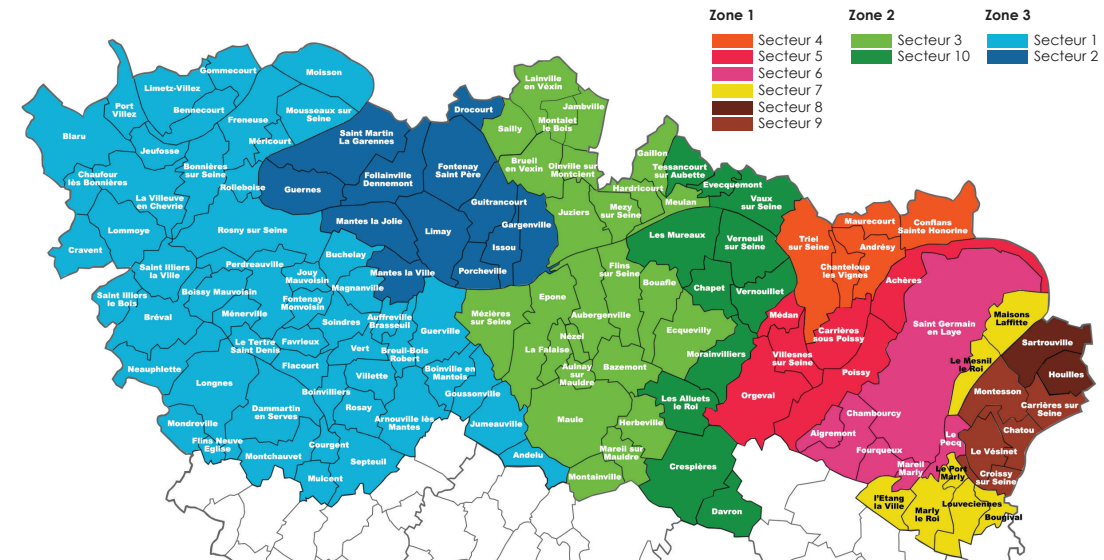 Zone 1
Secteur 4
Secteur 5
Secteur 6
Secteur 7
Secteur 8
Secteur 9
Zone 2
Secteur 3
Secteur 10
Zone 3
Secteur 1
Secteur 2
Gommecourt
Moisson
Limetz-Villez
Port
Villez
Bennecourt
Freneuse
Mousseaux sur
Seine
Blaru
Jeufosse
Méricourt
Chaufour
lès Bonnières
Bonnières
sur Seine
Rolleboise
La Villeuve
en Chevrie
Lommoye
Rosny sur Seine
Cravent
Buchelay
Saint Illiers
la Ville
Perdreauville
Jouy
Mauvoisin
Magnanville
Saint Illiers
le Bois
Boissy Mauvoisin
Fontenay
Monvoisin
Bréval
Ménerville
Soindres
Auffreville
Brasseuil
Guerville
Le Tertre
Saint Denis
Favrieux
Vert
Breuil-Bois
Robert
Neauphlette
Flacourt
Boinville en
Mantois
Longnes
Villette
Boinvilliers
Goussonville
Dammartin
en Serves
Rosay
Mondreville
Arnouville lès
Mantes
Jumeauville
Flins Neuve
Eglise
Courgent
Montchauvet
Septeuil
Andelu
Mulcent
Drocourt
Saint Martin
La Garennes
Guernes
Follainville
Dennemont
Fontenay
Saint Père
Guitrancourt
Mantes la Jolie
Limay
Gargenville
Issou
Mantes la Ville
Porcheville
Lainville
en Véxin
Jambville
Sailly
Montalet
le Bois
Brueil
en Vexin
Oinville sur
Montcient
Gaillon
Hardricourt
Juziers
Mezy
sur Seine
Meulan
Flins
sur Seine
Bouafle
Epone
Mézières
sur Seine
Aubergenville
Ecquevilly
Nézel
La Falaise
Aulnay
sur
Mauldre
Bazemont
Maule
Herbeville
Mareil sur
Mauldre
Montainville
Tessancourt
sur Aubette
Evecquemont
Vaux
sur Seine
Les Mureaux
Verneuil
sur Seine
Chapet
Vernouillet
Morainvilliers
Les Alluets
le Roi
Crespières
Davron
Triel
sur Seine
Maurecourt
Conflans
Sainte Honorine
Andrésy
Chanteloup
les Vignes
Achères
Médan
Carrières
sous Poissy
Villesnes
sur Seine
Poissy
Orgeval
Saint Germain
en Laye
Chambourcy
Aigremont
Fourqueux
Le
Pecq
Mareil
Marly
Maisons
Laffitte
Le Mesnil
le Roi
Le Port
Marly
l'Etang
la Ville
Marly
le Roi
Louveciennes
Bougival
Sartrouville
Houilles
Montesson
Carrières sur
Seine
Chatou
Le Vésinet
Croissy
sur Seine